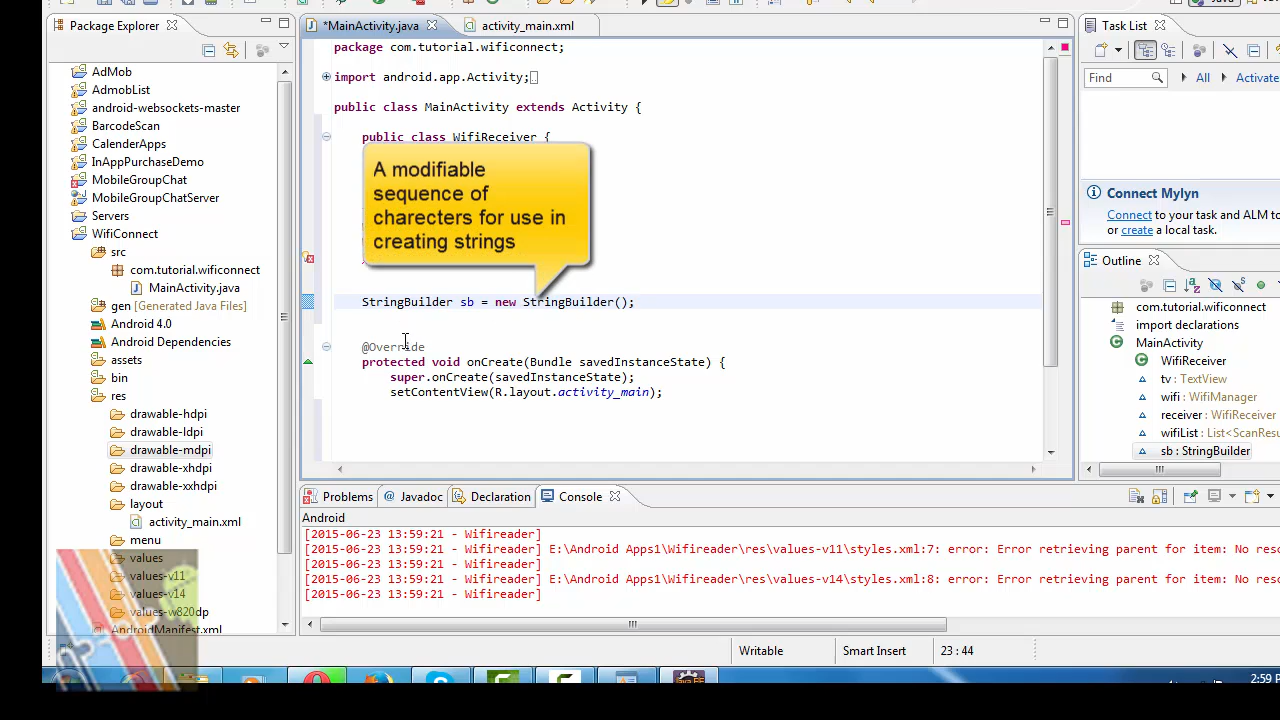 *MainActivity.java
activity_main.xml
Package Explorer
AdMob
AdmobList
android-websockets-master
BarcodeScan
CalenderApps
InAppPurchaseDemo
MobileGroupChat
MobileGroupChatServer
Servers
WifiConnect
src
com.tutorial.wificonnect
MainActivity.java
gen [Generated Java Files]
Android 4.0
Android Dependencies
assets
bin
res
drawable-hdpi
drawable-ldpi
drawable-mdpi
drawable-xhdpi
drawable-xxhdpi
layout
activity_main.xml
menu
values
values-v11
values-v14
values-w820dp
AndroidManifest.xml
package com.tutorial.wificonnect;
import android.app.Activity;
public class MainActivity extends Activity {
public class WifiReceiver {
A modifiable
sequence of
charecters for use in
creating strings
StringBuilder sb = new StringBuilder();
@Override
protected void onCreate(Bundle savedInstanceState) {
super.onCreate(savedInstanceState);
setContentView(R.layout.activity_main);
Task List
Find
All
Activate
Connect Mylyn
Connect to your task and ALM to
or create a local task.
Outline
com.tutorial.wificonnect
import declarations
MainActivity
WifiReceiver
tv : TextView
wifi : WifiManager
receiver : WifiReceiver
wifiList : List<ScanResu
sb : StringBuilder
Problems
@ Javadoc
Declaration
Console
Android
[2015-06-23 13:59:21 - Wifireader]
[2015-06-23 13:59:21 - Wifireader] E:\Android Apps1\Wifireader\res\values-v11\styles.xml:7: error: Error retrieving parent for item: No reso
[2015-06-23 13:59:21 - Wifireader]
[2015-06-23 13:59:21 - Wifireader] E:\Android Apps1\Wifireader\res\values-v14\styles.xml:8: error: Error retrieving parent for item: No reso
[2015-06-23 13:59:21 - Wifireader]
Writable
Smart Insert
23 : 44
2:59 P